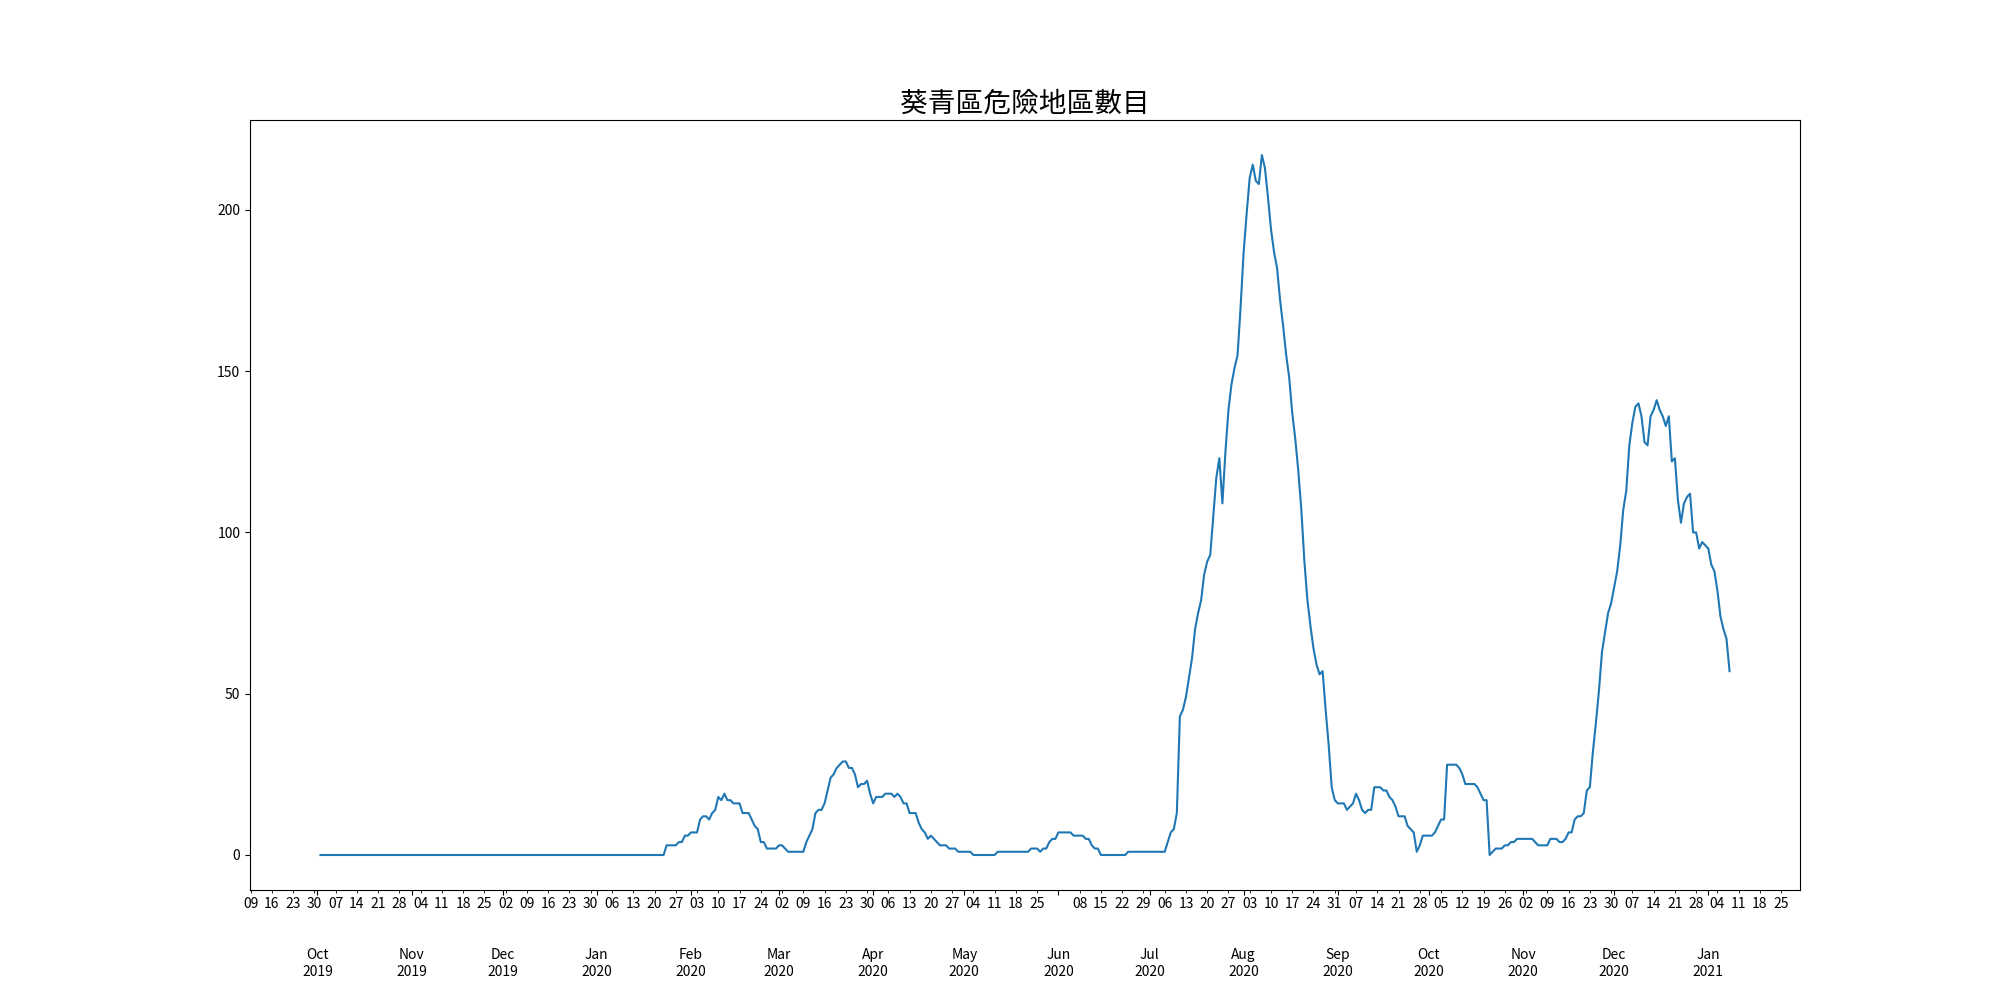 葵青區危險地區數目
200
150
100
50
0
09 16 23 30 07 14 21 28 04 11 18 25 02 09 16 23 30 06 13 20 27 03 10 17 24 02 09 16 23 30 06 13 20 27 04 11 18 25 08 15 22 29 06 13 20 27 03 10 17 24 31 07 14 21 28 05 12 19 26 02 09 16 23 30 07 14 21 28 04 11 18 25
Oct Nov Dec Jan Feb Mar Apr May Jun Jul Aug Sep Oct Nov Dec Jan
2019 2019 2019 2020 2020 2020 2020 2020 2020 2020 2020 2020 2020 2020 2020 2021